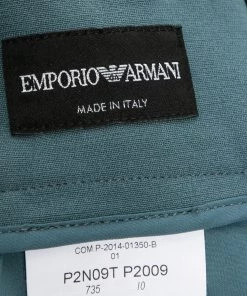 EMPORIO ARMANI
MADE IN ITALY
COM P-2014-01350-B
01
P2N09T P2009
735 10